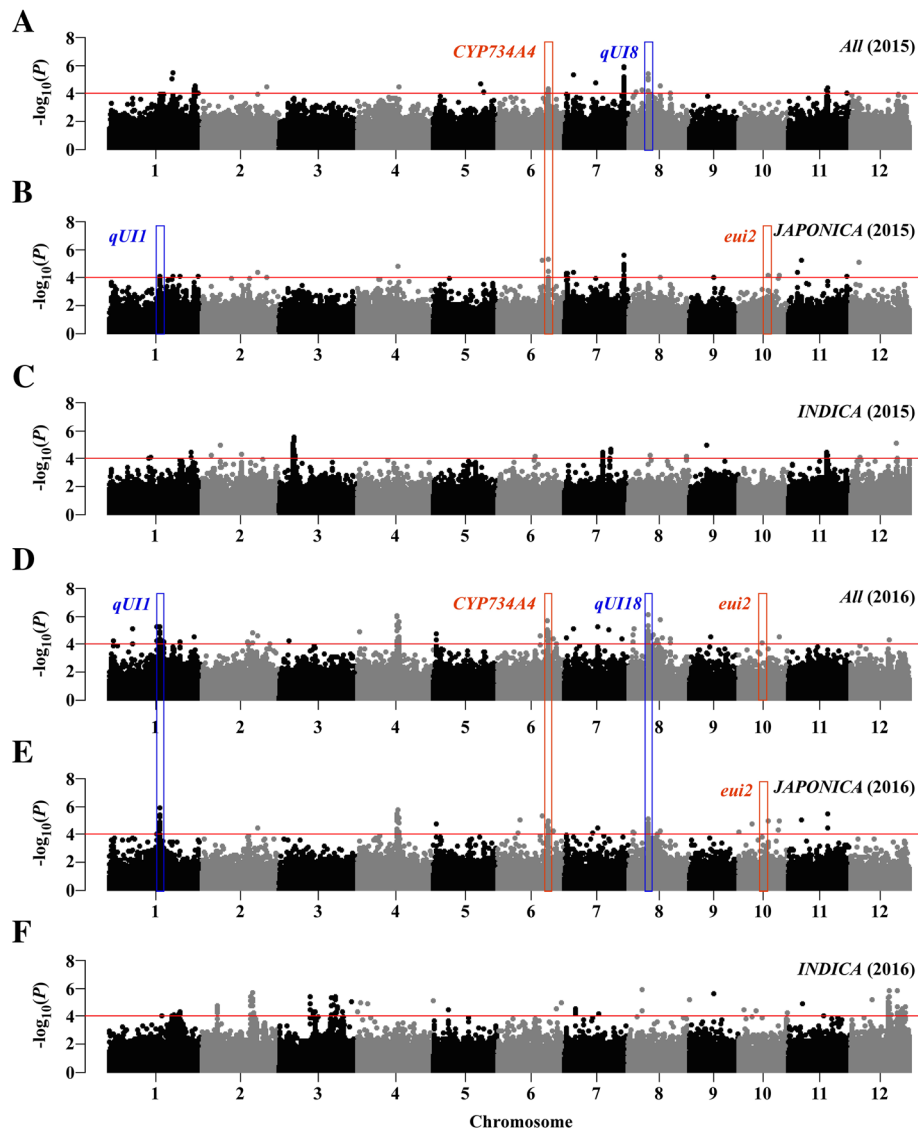 A
CYP734A4 qUI8 All (2015)
8
6
4
2
0
-log10(P)
1 2 3 4 5 6 7 8 9 10 11 12
B
qUI1 eui2 JAPONICA (2015)
8
6
4
2
0
-log10(P)
1 2 3 4 5 6 7 8 9 10 11 12
C
INDICA (2015)
8
6
4
2
0
-log10(P)
1 2 3 4 5 6 7 8 9 10 11 12
D
qUI1 CYP734A4 qUI18 eui2 All (2016)
8
6
4
2
0
-log10(P)
1 2 3 4 5 6 7 8 9 10 11 12
E
eui2 JAPONICA (2016)
8
6
4
2
0
-log10(P)
1 2 3 4 5 6 7 8 9 10 11 12
F
INDICA (2016)
8
6
4
2
0
-log10(P)
1 2 3 4 5 6 7 8 9 10 11 12
Chromosome